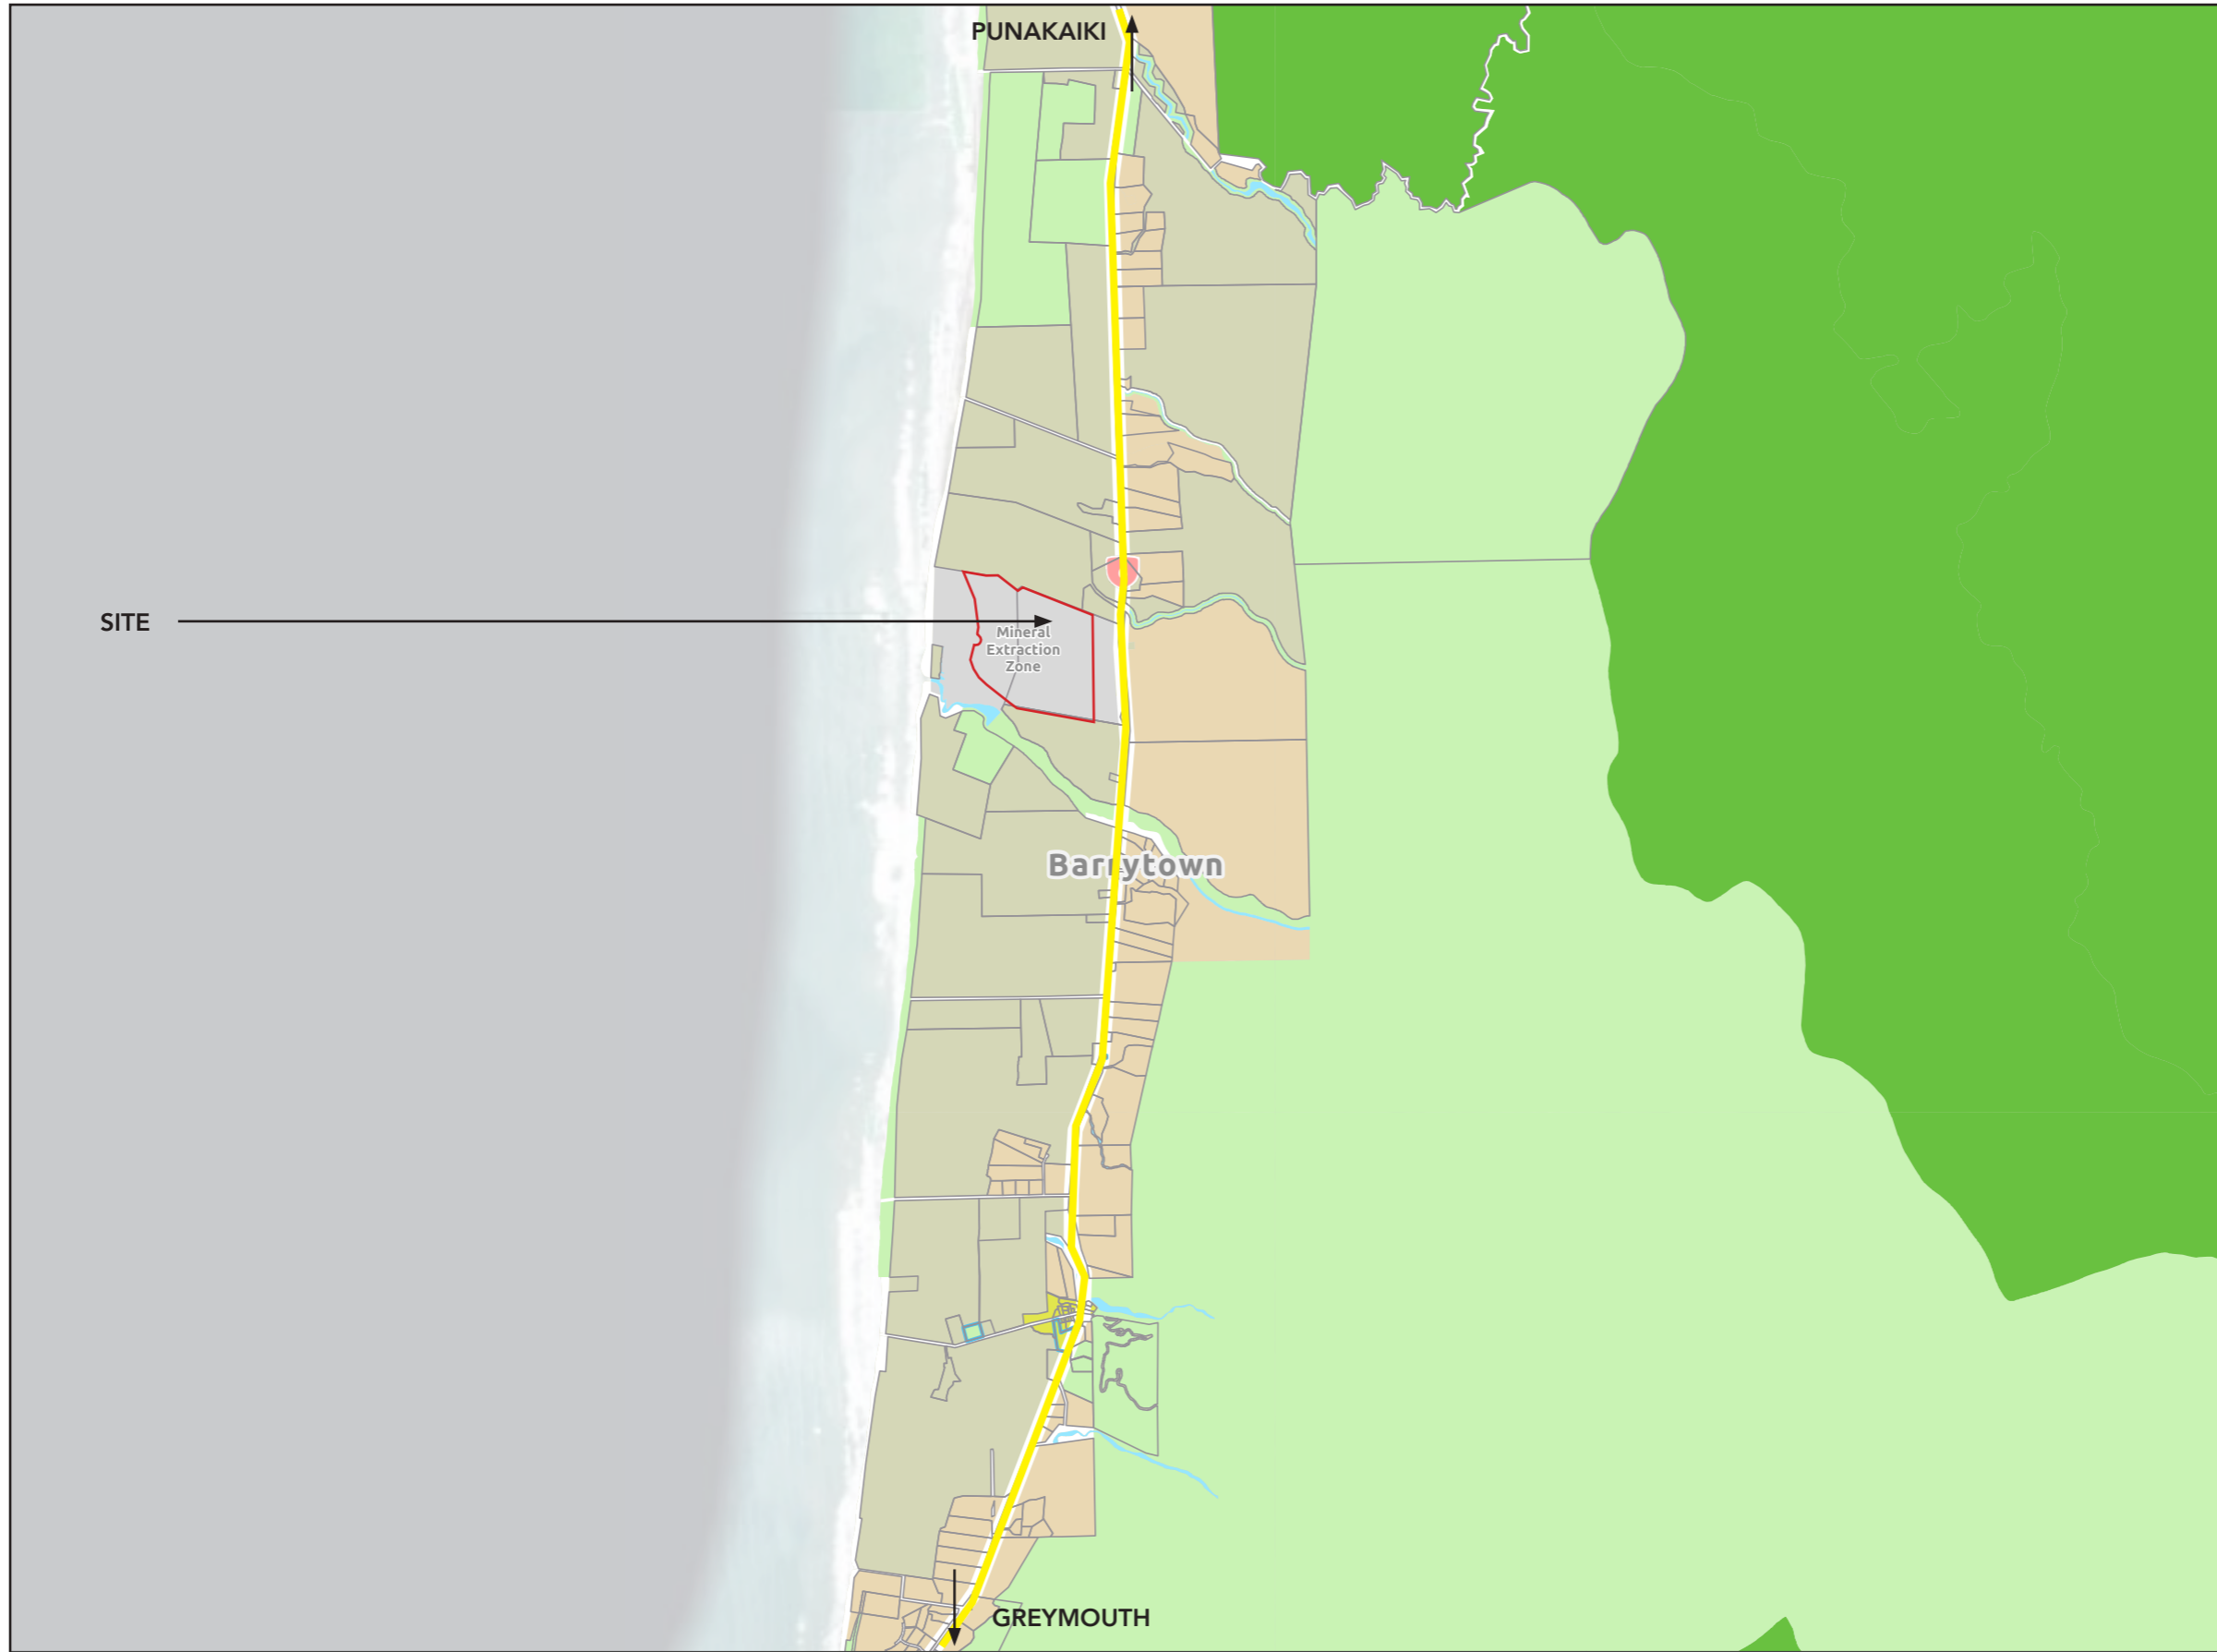 PUNAKAIKI
SITE
Mineral
Extraction
Zone
Barrytown
GREYMOUTH